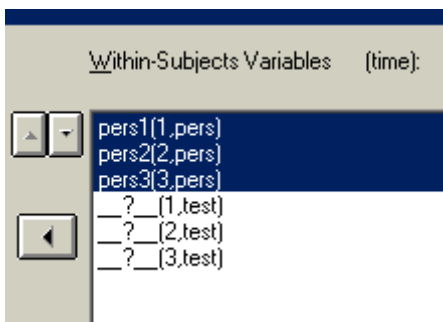 Within-Subjects Variables (time):
pers1(1,pers)
pers2(2,pers)
pers3(3,pers)
__?__(1,test)
__?__(2,test)
__?__(3,test)